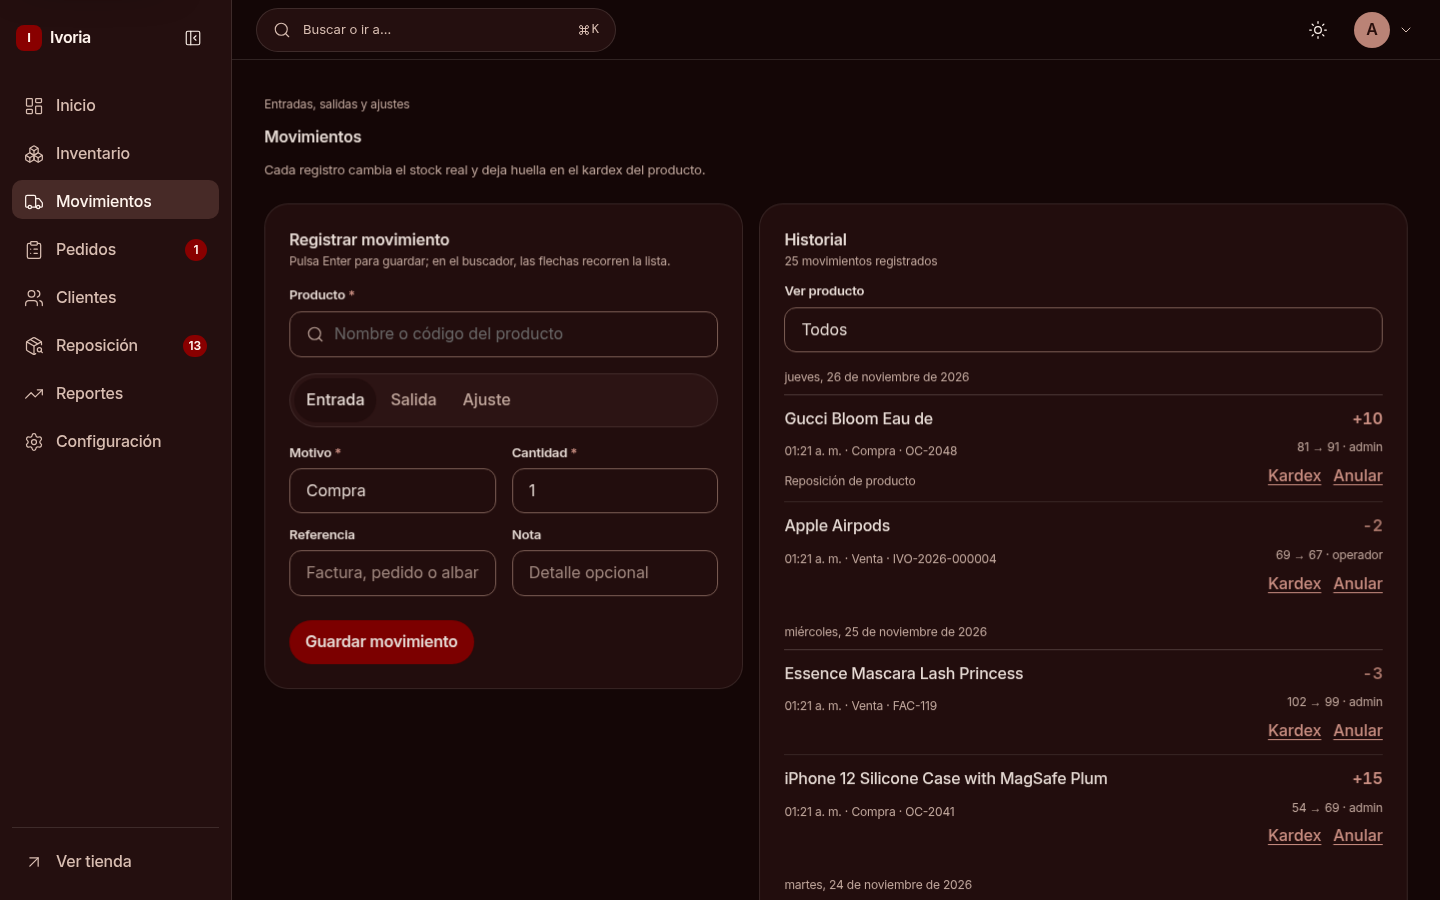 I Ivoria
Buscar o ir a... ⌘K
A
Inicio
Inventario
Movimientos
Pedidos 1
Clientes
Reposición 13
Reportes
Configuración
Ver tienda
Entradas, salidas y ajustes
Movimientos
Cada registro cambia el stock real y deja huella en el kardex del producto.
Registrar movimiento
Pulsa Enter para guardar; en el buscador, las flechas recorren la lista.
Producto *
Nombre o código del producto
Entrada Salida Ajuste
Motivo * Cantidad *
Compra 1
Referencia Nota
Factura, pedido o albar Detalle opcional
Guardar movimiento
Historial
25 movimientos registrados
Ver producto
Todos
jueves, 26 de noviembre de 2026
Gucci Bloom Eau de +10
01:21 a. m. · Compra · OC-2048 81 → 91 · admin
Reposición de producto Kardex Anular
Apple Airpods -2
01:21 a. m. · Venta · IVO-2026-000004 69 → 67 · operador
Kardex Anular
miércoles, 25 de noviembre de 2026
Essence Mascara Lash Princess -3
01:21 a. m. · Venta · FAC-119 102 → 99 · admin
Kardex Anular
iPhone 12 Silicone Case with MagSafe Plum +15
01:21 a. m. · Compra · OC-2041 54 → 69 · admin
Kardex Anular
martes, 24 de noviembre de 2026